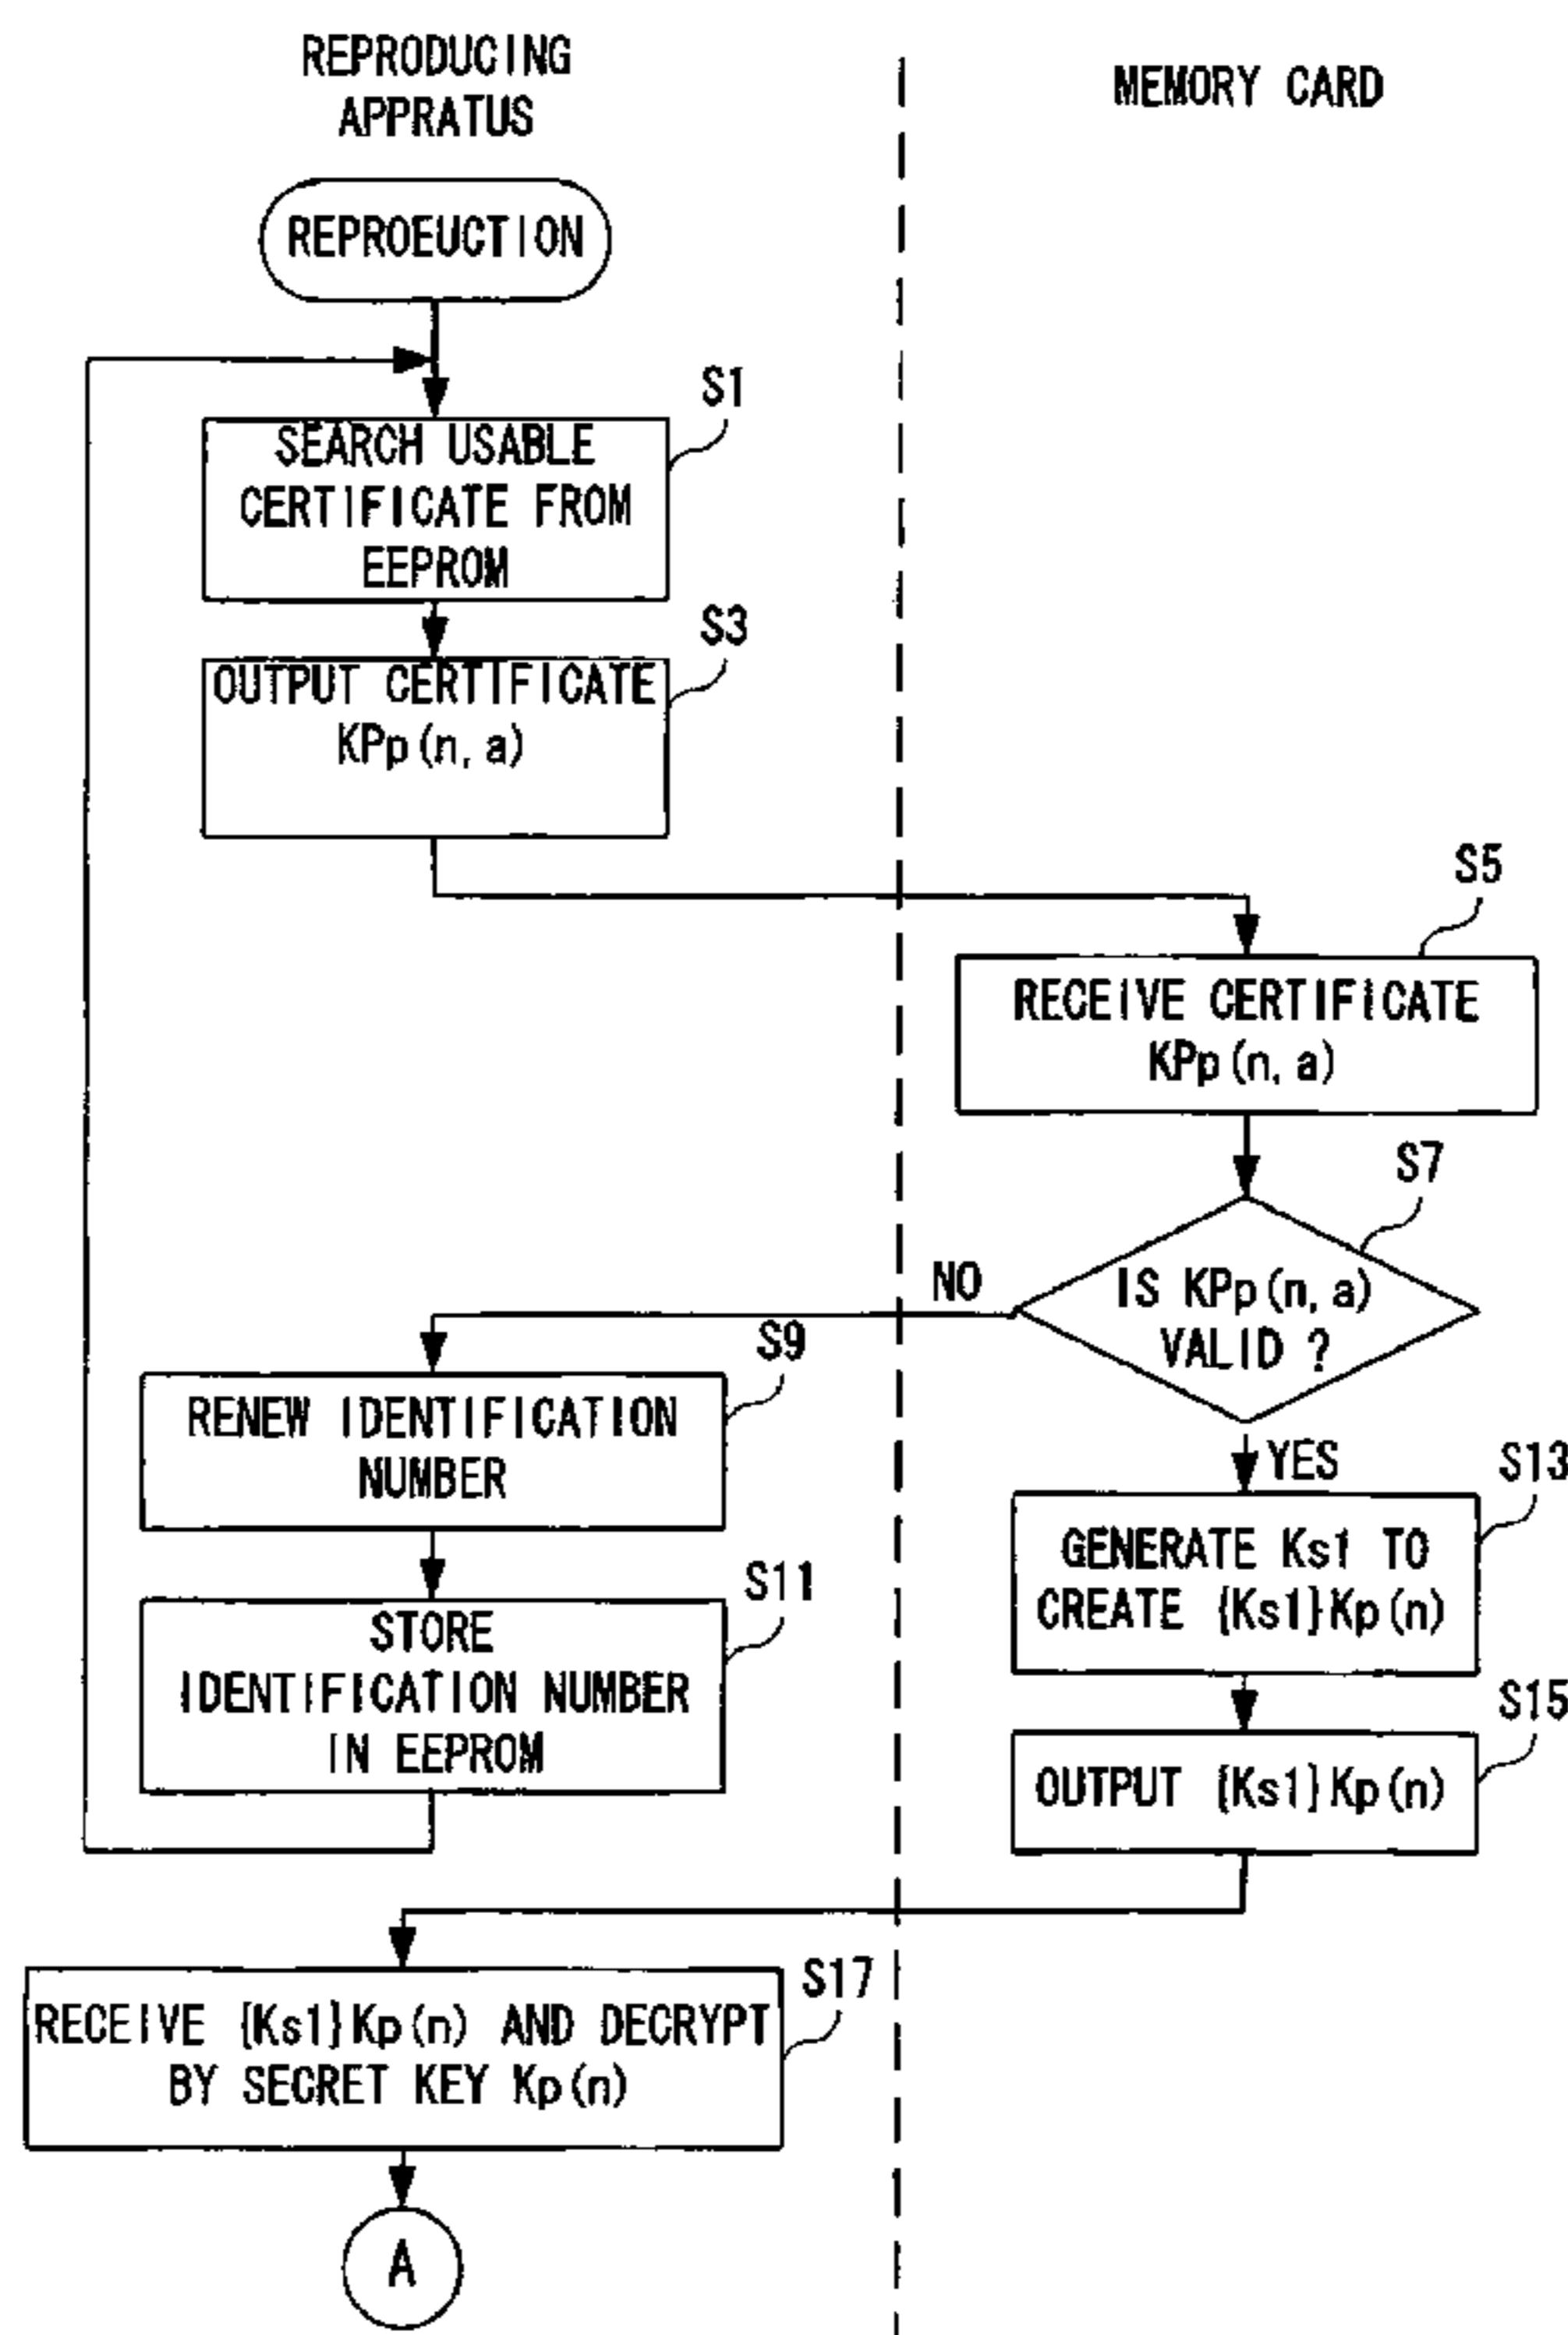 REPRODUCING
APPRATUS
MEMORY CARD
REPROEUCTION
S1
SEARCH USABLE
CERTIFICATE FROM
EEPROM
S3
OUTPUT CERTIFICATE
KPp(n,a)
S5
RECEIVE CERTIFICATE
KPp(n,a)
S7
IS KPp(n,a)
VALID ?
NO
S9
RENEW IDENTIFICATION
NUMBER
YES
S13
GENERATE Ks1 TO
CREATE {Ks1}Kp(n)
S11
STORE
IDENTIFICATION NUMBER
IN EEPROM
S15
OUTPUT {Ks1}Kp(n)
S17
RECEIVE {Ks1}Kp(n) AND DECRYPT
BY SECRET KEY Kp(n)
A